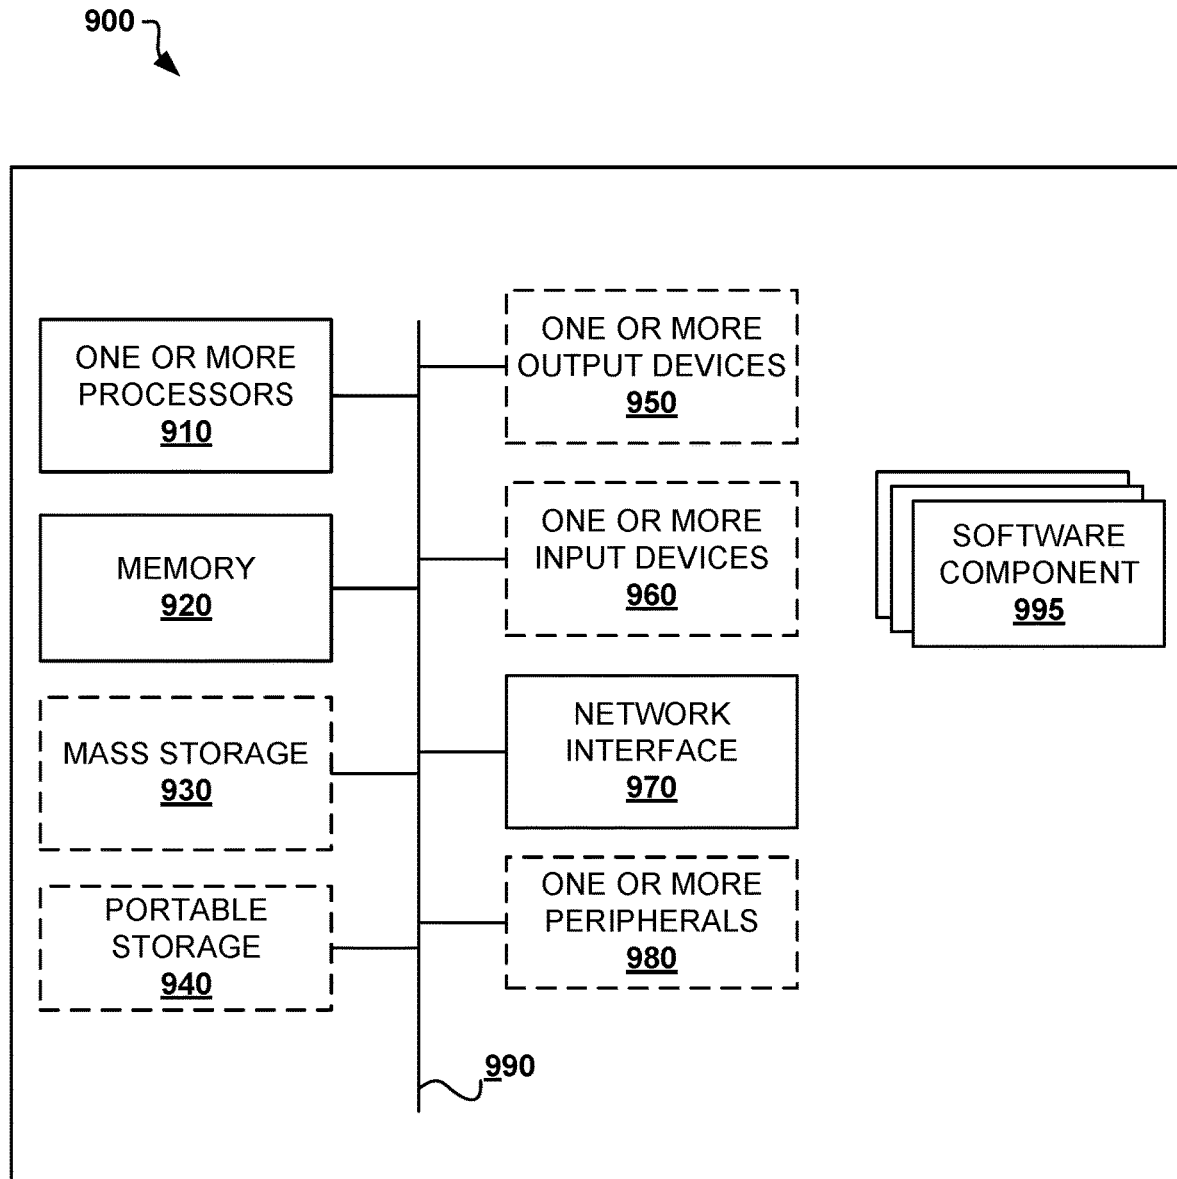 900
ONE OR MORE
PROCESSORS
910
MEMORY
920
MASS STORAGE
930
PORTABLE
STORAGE
940
ONE OR MORE
OUTPUT DEVICES
950
ONE OR MORE
INPUT DEVICES
960
NETWORK
INTERFACE
970
ONE OR MORE
PERIPHERALS
980
990
SOFTWARE
COMPONENT
995